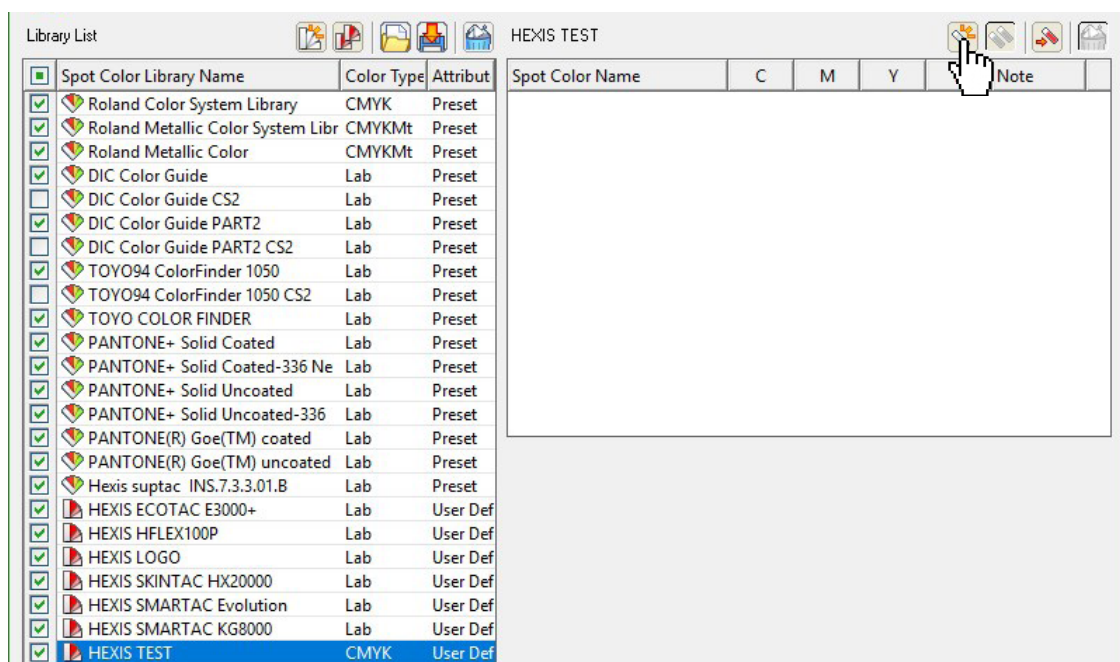 Library List HEXIS TEST
Spot Color Library Name Color Type Attribut Spot Color Name C M Y Note
Roland Color System Library CMYK Preset
Roland Metallic Color System Libr CMYKMt Preset
Roland Metallic Color CMYKMt Preset
DIC Color Guide Lab Preset
DIC Color Guide CS2 Lab Preset
DIC Color Guide PART2 Lab Preset
DIC Color Guide PART2 CS2 Lab Preset
TOYO94 ColorFinder 1050 Lab Preset
TOYO94 ColorFinder 1050 CS2 Lab Preset
TOYO COLOR FINDER Lab Preset
PANTONE+ Solid Coated Lab Preset
PANTONE+ Solid Coated-336 Ne Lab Preset
PANTONE+ Solid Uncoated Lab Preset
PANTONE+ Solid Uncoated-336 Lab Preset
PANTONE(R) Goe(TM) coated Lab Preset
PANTONE(R) Goe(TM) uncoated Lab Preset
Hexis suptac INS.7.3.3.01.B Lab Preset
HEXIS ECOTAC E3000+ Lab User Def
HEXIS HFLEX100P Lab User Def
HEXIS LOGO Lab User Def
HEXIS SKINTAC HX20000 Lab User Def
HEXIS SMARTAC Evolution Lab User Def
HEXIS SMARTAC KG8000 Lab User Def
HEXIS TEST CMYK User Def